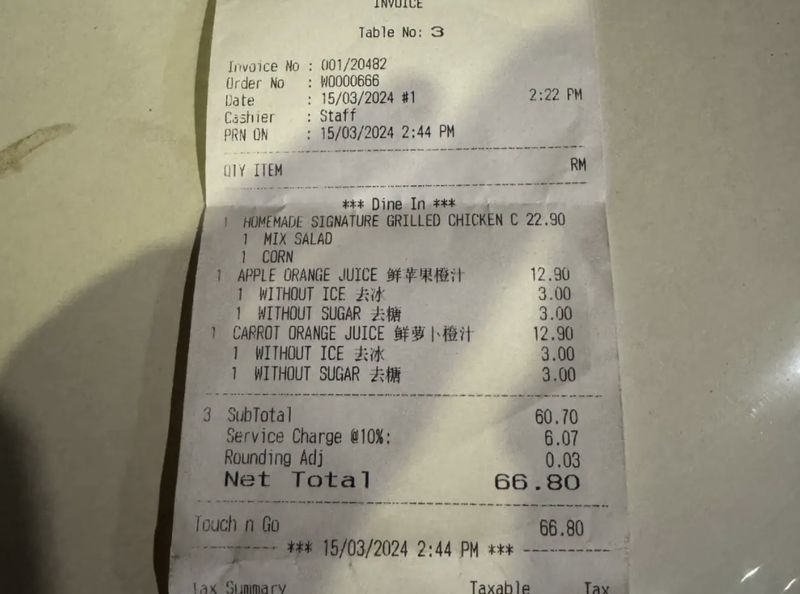 INVOICE
Table No: 3
Invoice No : 001/20482
Order No : W0000666
Date : 15/03/2024 #1 2:22 PM
Cashier : Staff
PRN ON : 15/03/2024 2:44 PM
QTY ITEM RM
*** Dine In ***
1 HOMEMADE SIGNATURE GRILLED CHICKEN C 22.90
1 MIX SALAD
1 CORN
1 APPLE ORANGE JUICE 鲜苹果橙汁 12.90
1 WITHOUT ICE 去冰 3.00
1 WITHOUT SUGAR 去糖 3.00
1 CARROT ORANGE JUICE 鲜萝卜橙汁 12.90
1 WITHOUT ICE 去冰 3.00
1 WITHOUT SUGAR 去糖 3.00
3 SubTotal 60.70
Service Charge @10%: 6.07
Rounding Adj 0.03
Net Total 66.80
Touch n Go 66.80
*** 15/03/2024 2:44 PM ***
Tax Summary Taxable Tax